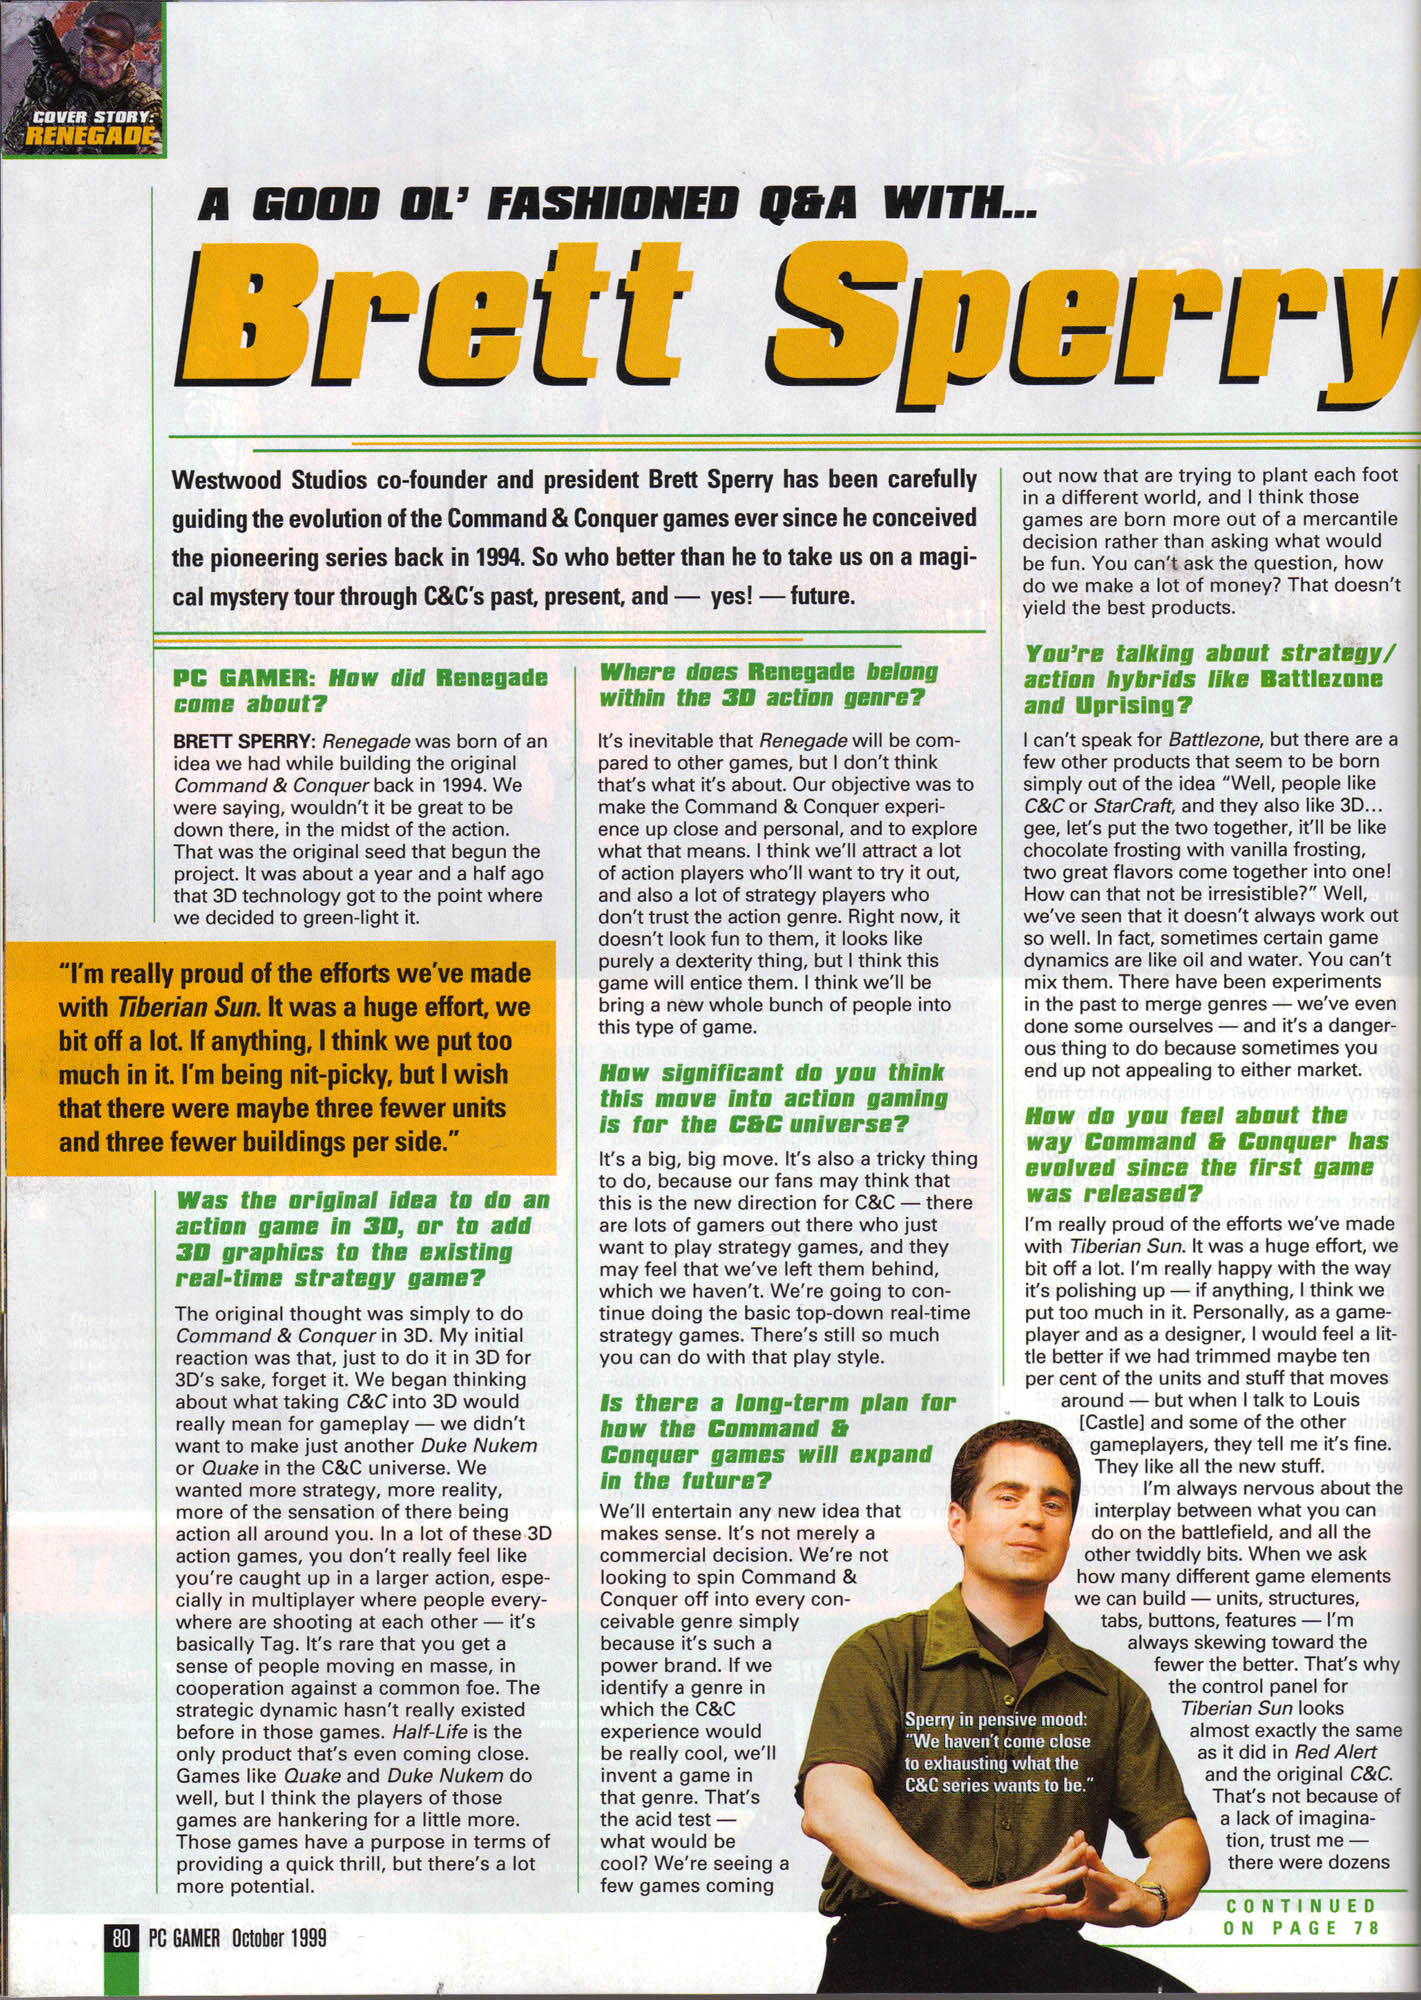 COVER STORY:
RENEGADE
A GOOD OL' FASHIONED Q&A WITH...
Brett Sperry
Westwood Studios co-founder and president Brett Sperry has been carefully
guiding the evolution of the Command & Conquer games ever since he conceived
the pioneering series back in 1994. So who better than he to take us on a magi-
cal mystery tour through C&C's past, present, and — yes! — future.
PC GAMER: How did Renegade
come about?
BRETT SPERRY: Renegade was born of an
idea we had while building the original
Command & Conquer back in 1994. We
were saying, wouldn't it be great to be
down there, in the midst of the action.
That was the original seed that begun the
project. It was about a year and a half ago
that 3D technology got to the point where
we decided to green-light it.
"I'm really proud of the efforts we've made
with Tiberian Sun. It was a huge effort, we
bit off a lot. If anything, I think we put too
much in it. I'm being nit-picky, but I wish
that there were maybe three fewer units
and three fewer buildings per side."
Was the original idea to do an
action game in 3D, or to add
3D graphics to the existing
real-time strategy game?
The original thought was simply to do
Command & Conquer in 3D. My initial
reaction was that, just to do it in 3D for
3D's sake, forget it. We began thinking
about what taking C&C into 3D would
really mean for gameplay — we didn't
want to make just another Duke Nukem
or Quake in the C&C universe. We
wanted more strategy, more reality,
more of the sensation of there being
action all around you. In a lot of these 3D
action games, you don't really feel like
you're caught up in a larger action, espe-
cially in multiplayer where people every-
where are shooting at each other — it's
basically Tag. It's rare that you get a
sense of people moving en masse, in
cooperation against a common foe. The
strategic dynamic hasn't really existed
before in those games. Half-Life is the
only product that's even coming close.
Games like Quake and Duke Nukem do
well, but I think the players of those
games are hankering for a little more.
Those games have a purpose in terms of
providing a quick thrill, but there's a lot
more potential.
Where does Renegade belong
within the 3D action genre?
It's inevitable that Renegade will be com-
pared to other games, but I don't think
that's what it's about. Our objective was to
make the Command & Conquer experi-
ence up close and personal, and to explore
what that means. I think we'll attract a lot
of action players who'll want to try it out,
and also a lot of strategy players who
don't trust the action genre. Right now, it
doesn't look fun to them, it looks like
purely a dexterity thing, but I think this
game will entice them. I think we'll be
bring a new whole bunch of people into
this type of game.
How significant do you think
this move into action gaming
is for the C&C universe?
It's a big, big move. It's also a tricky thing
to do, because our fans may think that
this is the new direction for C&C — there
are lots of gamers out there who just
want to play strategy games, and they
may feel that we've left them behind,
which we haven't. We're going to con-
tinue doing the basic top-down real-time
strategy games. There's still so much
you can do with that play style.
Is there a long-term plan for
how the Command &
Conquer games will expand
in the future?
We'll entertain any new idea that
makes sense. It's not merely a
commercial decision. We're not
looking to spin Command &
Conquer off into every con-
ceivable genre simply
because it's such a
power brand. If we
identify a genre in
which the C&C
experience would
be really cool, we'll
invent a game in
that genre. That's
the acid test —
what would be
cool? We're seeing a
few games coming
out now that are trying to plant each foot
in a different world, and I think those
games are born more out of a mercantile
decision rather than asking what would
be fun. You can't ask the question, how
do we make a lot of money? That doesn't
yield the best products.
You're talking about strategy/
action hybrids like Battlezone
and Uprising?
I can't speak for Battlezone, but there are a
few other products that seem to be born
simply out of the idea "Well, people like
C&C or StarCraft, and they also like 3D...
gee, let's put the two together, it'll be like
chocolate frosting with vanilla frosting,
two great flavors come together into one!
How can that not be irresistible?" Well,
we've seen that it doesn't always work out
so well. In fact, sometimes certain game
dynamics are like oil and water. You can't
mix them. There have been experiments
in the past to merge genres — we've even
done some ourselves — and it's a danger-
ous thing to do because sometimes you
end up not appealing to either market.
How do you feel about the
way Command & Conquer has
evolved since the first game
was released?
I'm really proud of the efforts we've made
with Tiberian Sun. It was a huge effort, we
bit off a lot. I'm really happy with the way
it's polishing up — if anything, I think we
put too much in it. Personally, as a game-
player and as a designer, I would feel a lit-
tle better if we had trimmed maybe ten
per cent of the units and stuff that moves
around — but when I talk to Louis
[Castle] and some of the other
gameplayers, they tell me it's fine.
They like all the new stuff.
I'm always nervous about the
interplay between what you can
do on the battlefield, and all the
other twiddly bits. When we ask
how many different game elements
we can build — units, structures,
tabs, buttons, features — I'm
always skewing toward the
fewer the better. That's why
the control panel for
Tiberian Sun looks
almost exactly the same
as it did in Red Alert
and the original C&C.
That's not because of
a lack of imagina-
tion, trust me —
there were dozens
Sperry in pensive mood:
"We haven't come close
to exhausting what the
C&C series wants to be."
CONTINUED
ON PAGE 78
80 PC GAMER October 1999